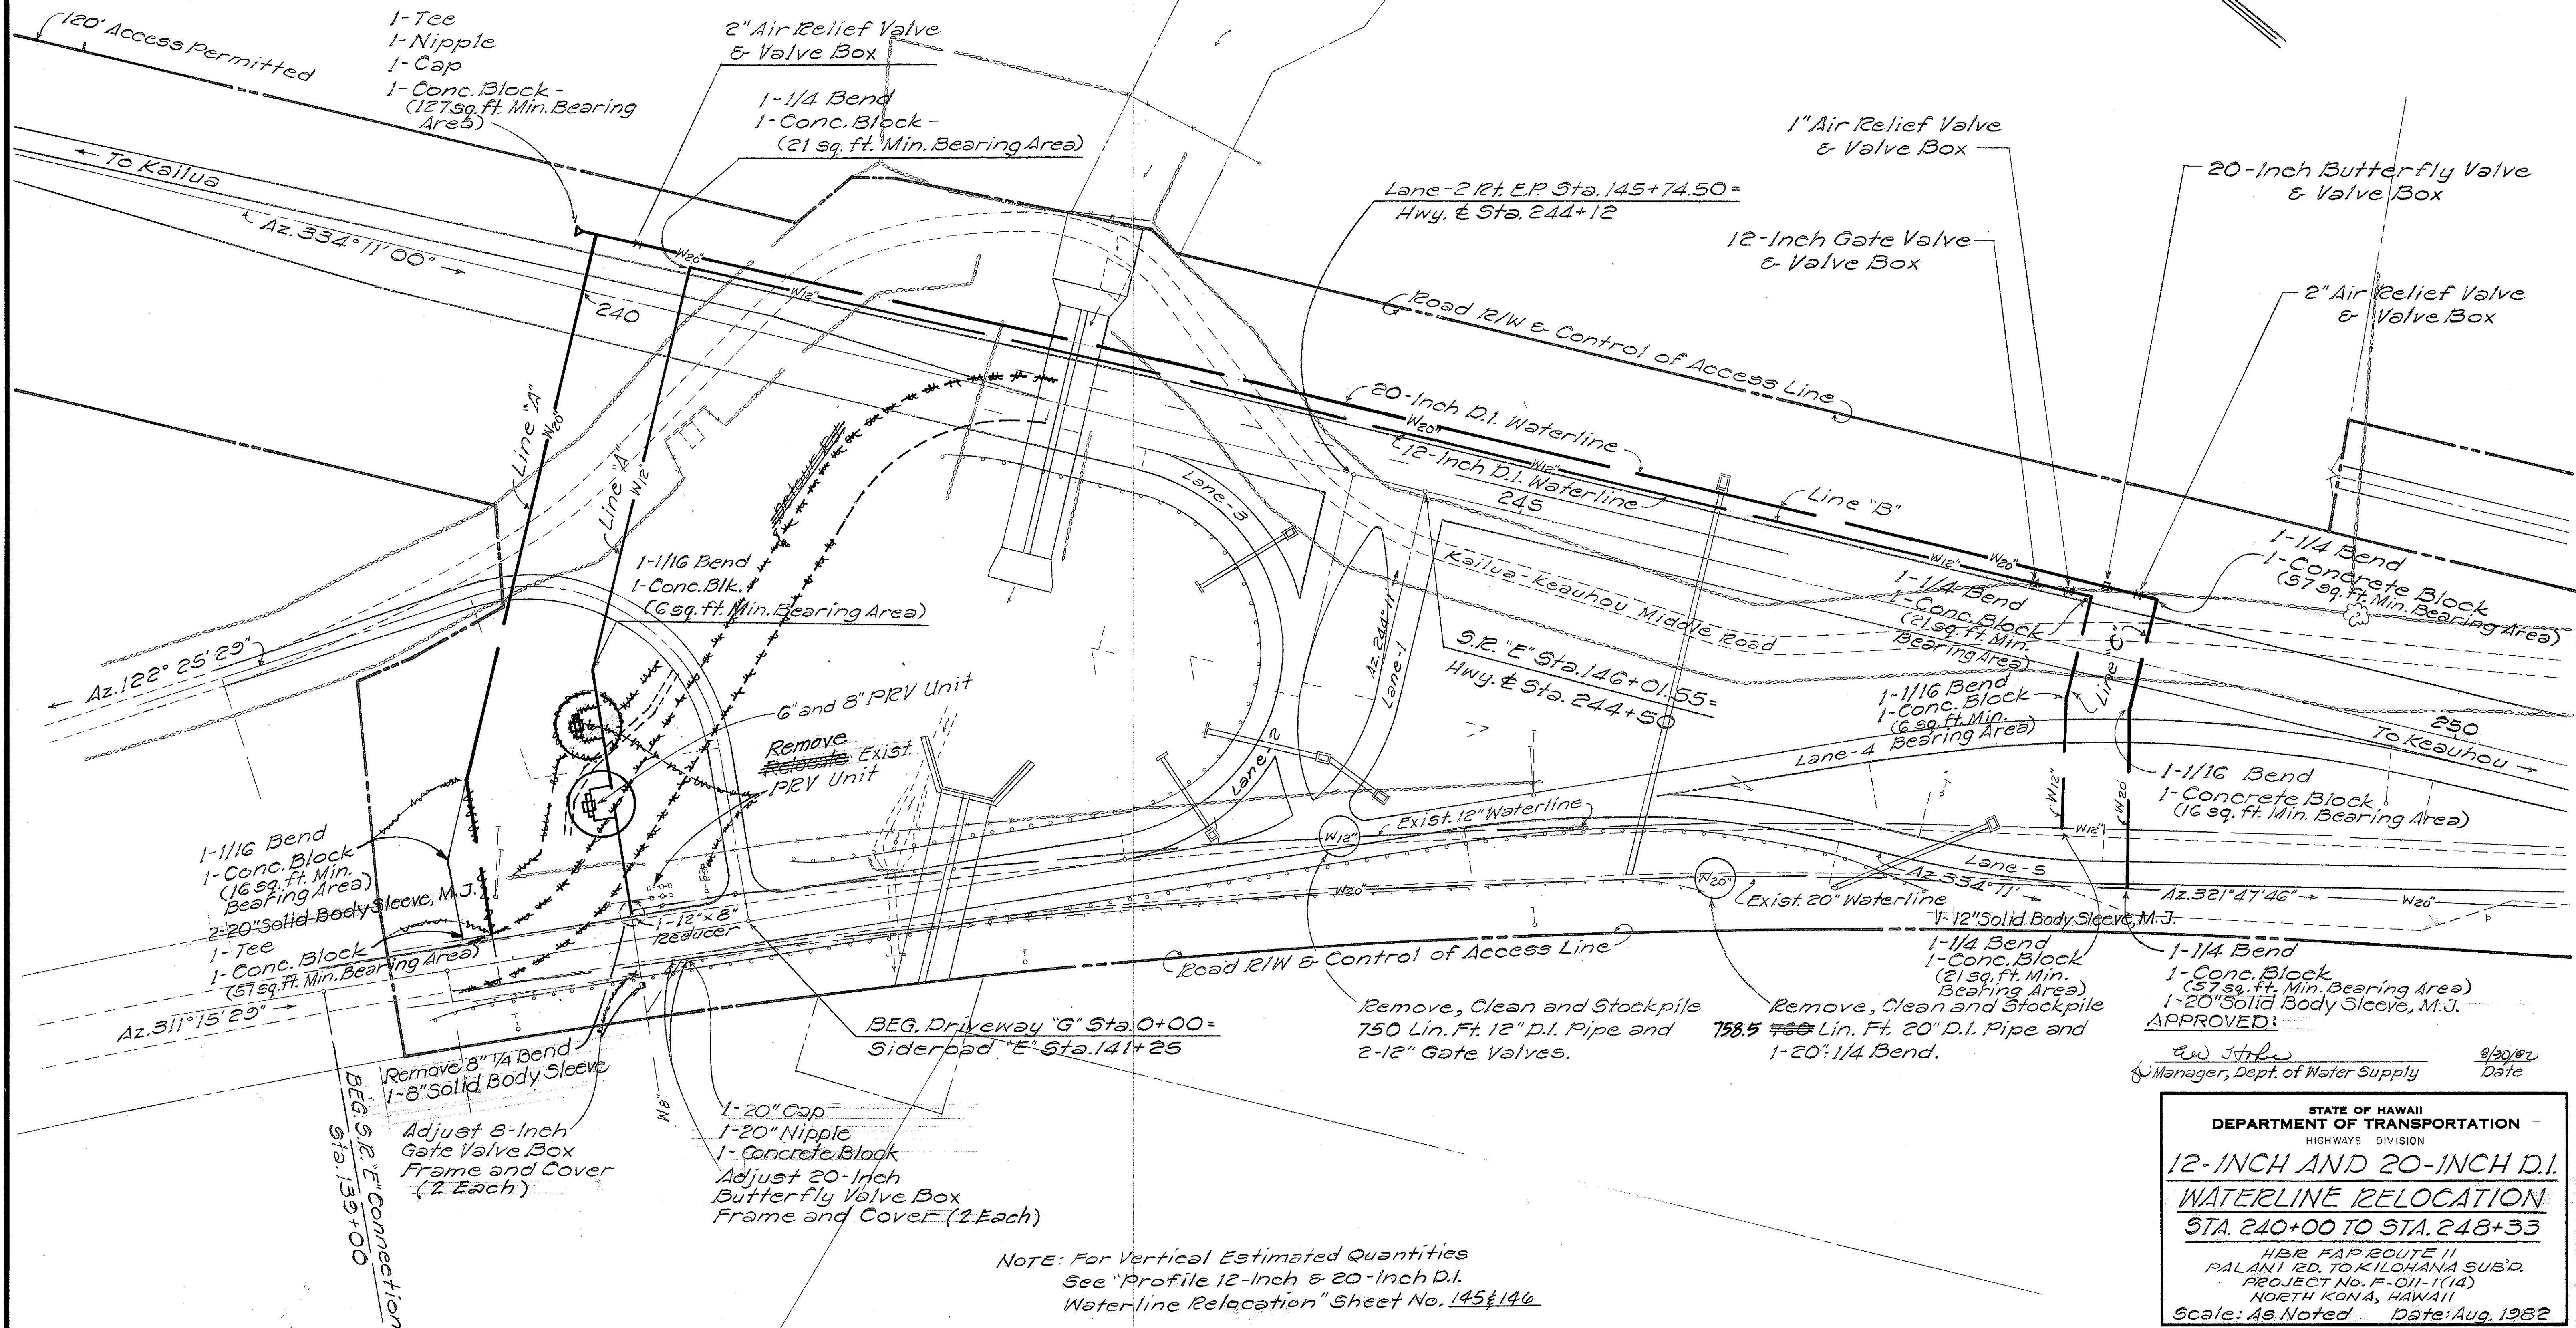 120' Access Permitted
1-Tee
1-Nipple
1-Cap
1-Conc. Block -
(127 sq. ft. Min. Bearing
Area)
2" Air Relief Valve
& Valve Box
1-1/4 Bend
1-Conc. Block -
(21 sq. ft. Min. Bearing Area)
← To Kailua
Az. 334° 11' 00" →
W20"
W12"
240
Line "A"
W20"
Line "A"
W12"
Lane-2 Rt. E.P. Sta. 145+74.50 =
Hwy. ℄ Sta. 244+12
1" Air Relief Valve
& Valve Box
12-Inch Gate Valve
& Valve Box
20-Inch Butterfly Valve
& Valve Box
2" Air Relief Valve
& Valve Box
Road R/W & Control of Access Line
20-Inch D.I. Waterline
W20"
12-Inch D.I. Waterline
W12"
245
Line "B"
W12"
W20"
Detour Rd.
Lane-3
1-1/16 Bend
1-Conc. Blk.
(6 sq. ft. Min. Bearing Area)
Kailua-Keauhou Middle Road
Az. 244° 11' →
Lane-1
S.R. "E" Sta. 146+01.55 =
Hwy. ℄ Sta. 244+50
1-1/4 Bend
1-Conc. Block
(21 sq. ft. Min.
Bearing Area)
1-1/4 Bend
1-Concrete Block
(57 sq. ft. Min. Bearing Area)
Line "C"
1-1/16 Bend
1-Conc. Block
(6 sq. ft. Min.
Bearing Area)
250
To Keauhou →
← Az. 122° 25' 29"
6" and 8" PRV Unit
Remove
Relocate Exist.
PRV Unit
Lane-2
Lane-4
1-1/16 Bend
1-Concrete Block
(16 sq. ft. Min. Bearing Area)
W12"
W20"
W12"
Exist. 12" Waterline
W12"
1-1/16 Bend
1-Conc. Block
(16 sq. ft. Min.
Bearing Area)
2-20" Solid Body Sleeve, M.J.
1-Tee
1-Conc. Block
(57 sq. ft. Min. Bearing Area)
1-12"x8"
Reducer
W20"
W20"
Exist. 20" Waterline
Lane-5
Az. 334° 11'
Az. 321° 47' 46" →
W20"
1-12" Solid Body Sleeve, M.J.
1-1/4 Bend
1-Conc. Block
(21 sq. ft. Min.
Bearing Area)
1-1/4 Bend
1-Conc. Block
(57 sq. ft. Min. Bearing Area)
1-20" Solid Body Sleeve, M.J.
Az. 311° 15' 29" →
Road R/W & Control of Access Line
BEG. Driveway "G" Sta. 0+00 =
Sideroad "E" Sta. 141+25
Remove, Clean and Stockpile
750 Lin. Ft. 12" D.I. Pipe and
2-12" Gate Valves.
Remove, Clean and Stockpile
758.5 760 Lin. Ft. 20" D.I. Pipe and
1-20": 1/4 Bend.
APPROVED:
Manager, Dept. of Water Supply
Date
Remove 8" 1/4 Bend
1-8" Solid Body Sleeve
Adjust 8-Inch
Gate Valve Box
Frame and Cover
(2 Each)
BEG. S.R. "E" Connection
Sta. 139+00
W8"
1-20" Cap
1-20" Nipple
1-Concrete Block
Adjust 20-Inch
Butterfly Valve Box
Frame and Cover (2 Each)
NOTE: For Vertical Estimated Quantities
See "Profile 12-Inch & 20-Inch D.I.
Waterline Relocation" Sheet No. 145 & 146
STATE OF HAWAII
DEPARTMENT OF TRANSPORTATION
HIGHWAYS DIVISION
12-INCH AND 20-INCH D.I.
WATERLINE RELOCATION
STA. 240+00 TO STA. 248+33
HBR FAP ROUTE 11
PALANI RD. TO KILOHANA SUB'D.
PROJECT No. F-011-1(14)
NORTH KONA, HAWAII
Scale: As Noted Date: Aug. 1982